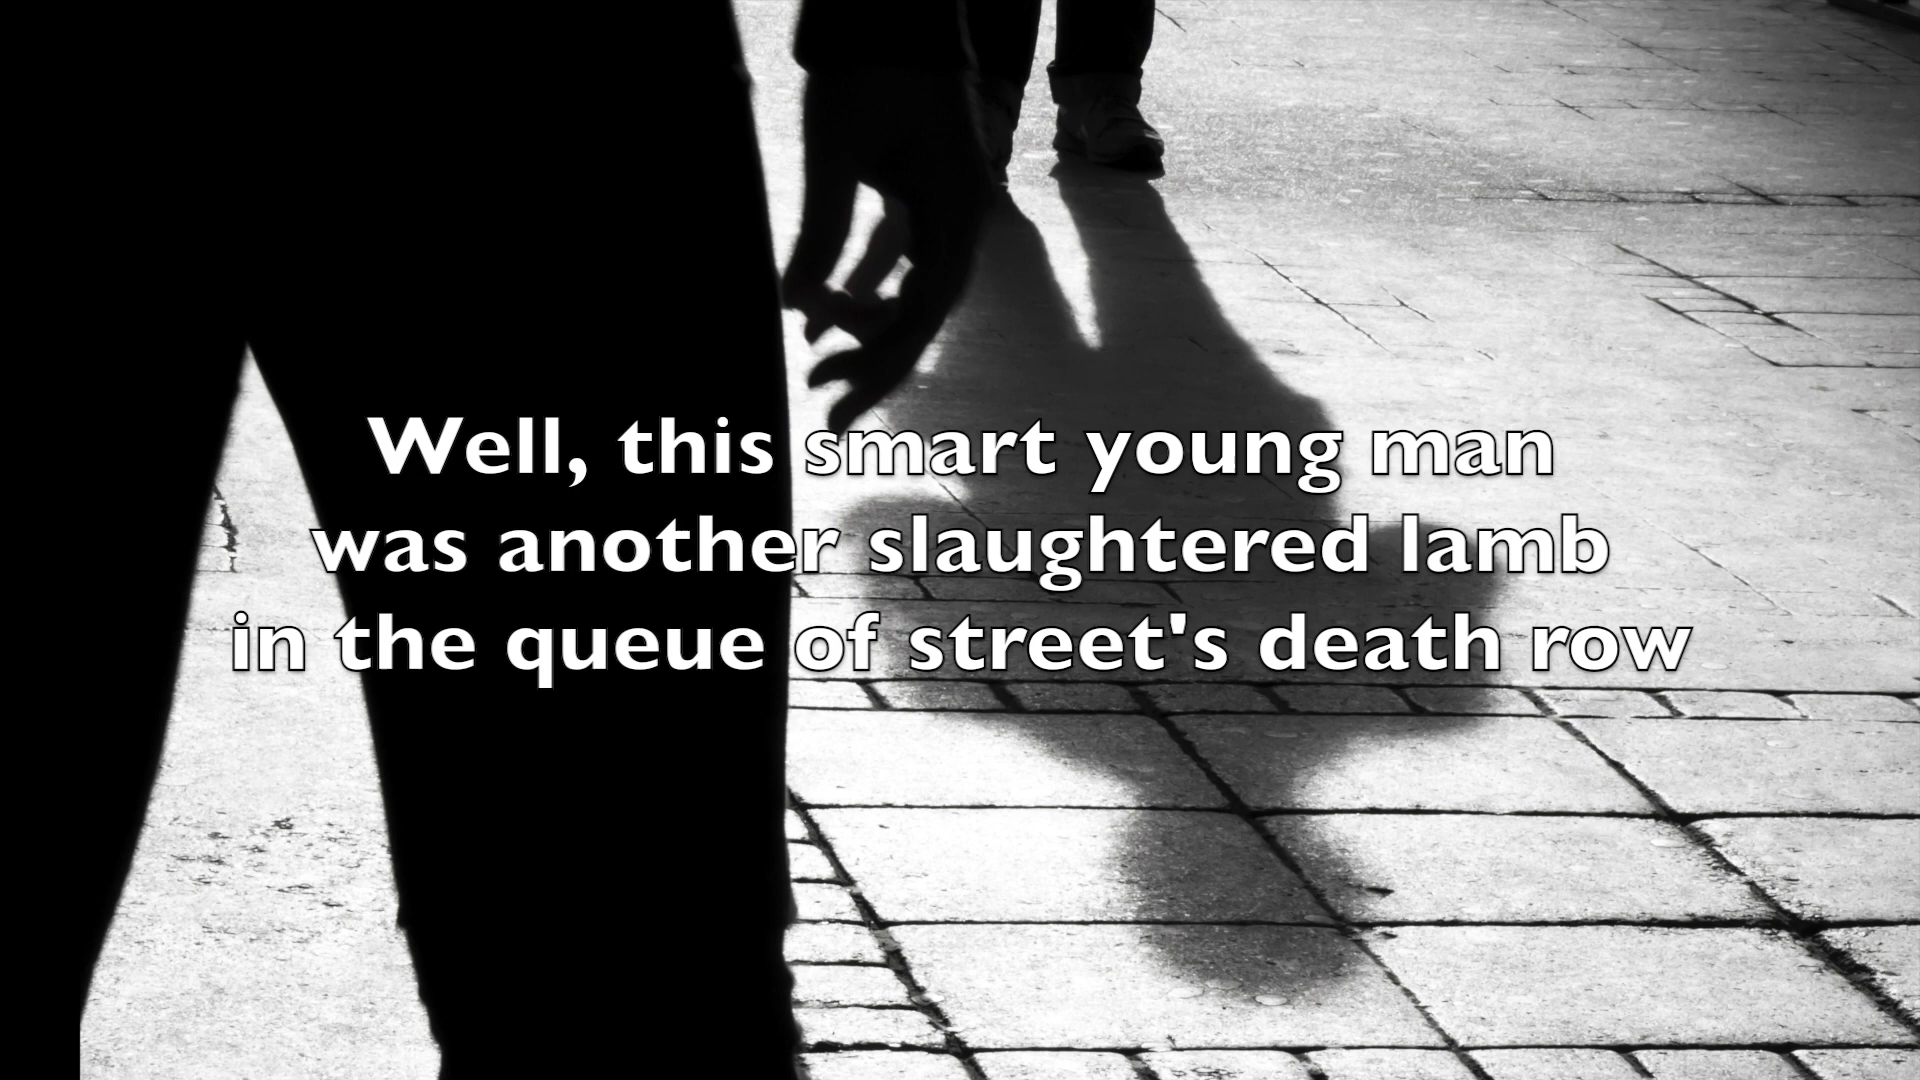 Well, this smart young man
was another slaughtered lamb
in the queue of street's death row